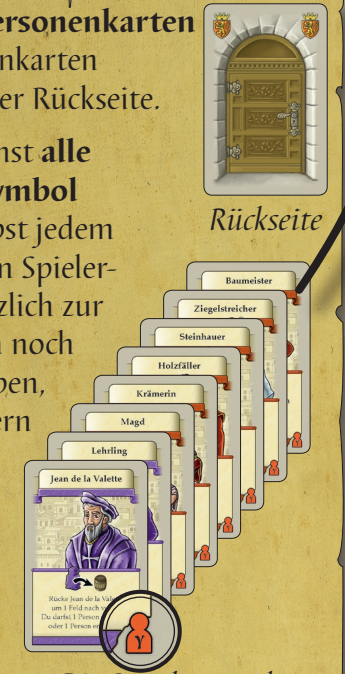 ersonenkarten
nkarten
er Rückseite.
nst alle
ymbol
ost jedem
n Spieler-
zlich zur
n noch
ben,
ern
Rückseite
Baumeister
Ziegelstreicher
Steinhauer
Holzfäller
Krämerin
Magd
Lehrling
Jean de la Valette
Rücke Jean de la Val
um 1 Feld nach v
Du darfst 1 Person
oder 1 Person er
γ